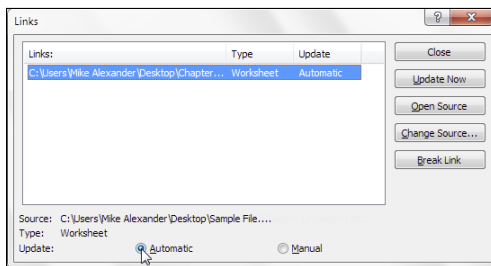 Links
Links: Type Update
C:\Users\Mike Alexander\Desktop\Chapter... Worksheet Automatic
Close
Update Now
Open Source
Change Source...
Break Link
Source: C:\Users\Mike Alexander\Desktop\Sample File....
Type: Worksheet
Update: Automatic Manual